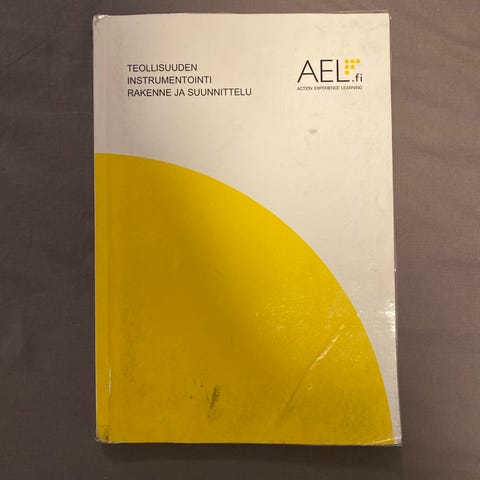 TEOLLISUUDEN
INSTRUMENTOINTI
RAKENNE JA SUUNNITTELU
AEL.fi
ACTION EXPERIENCE LEARNING